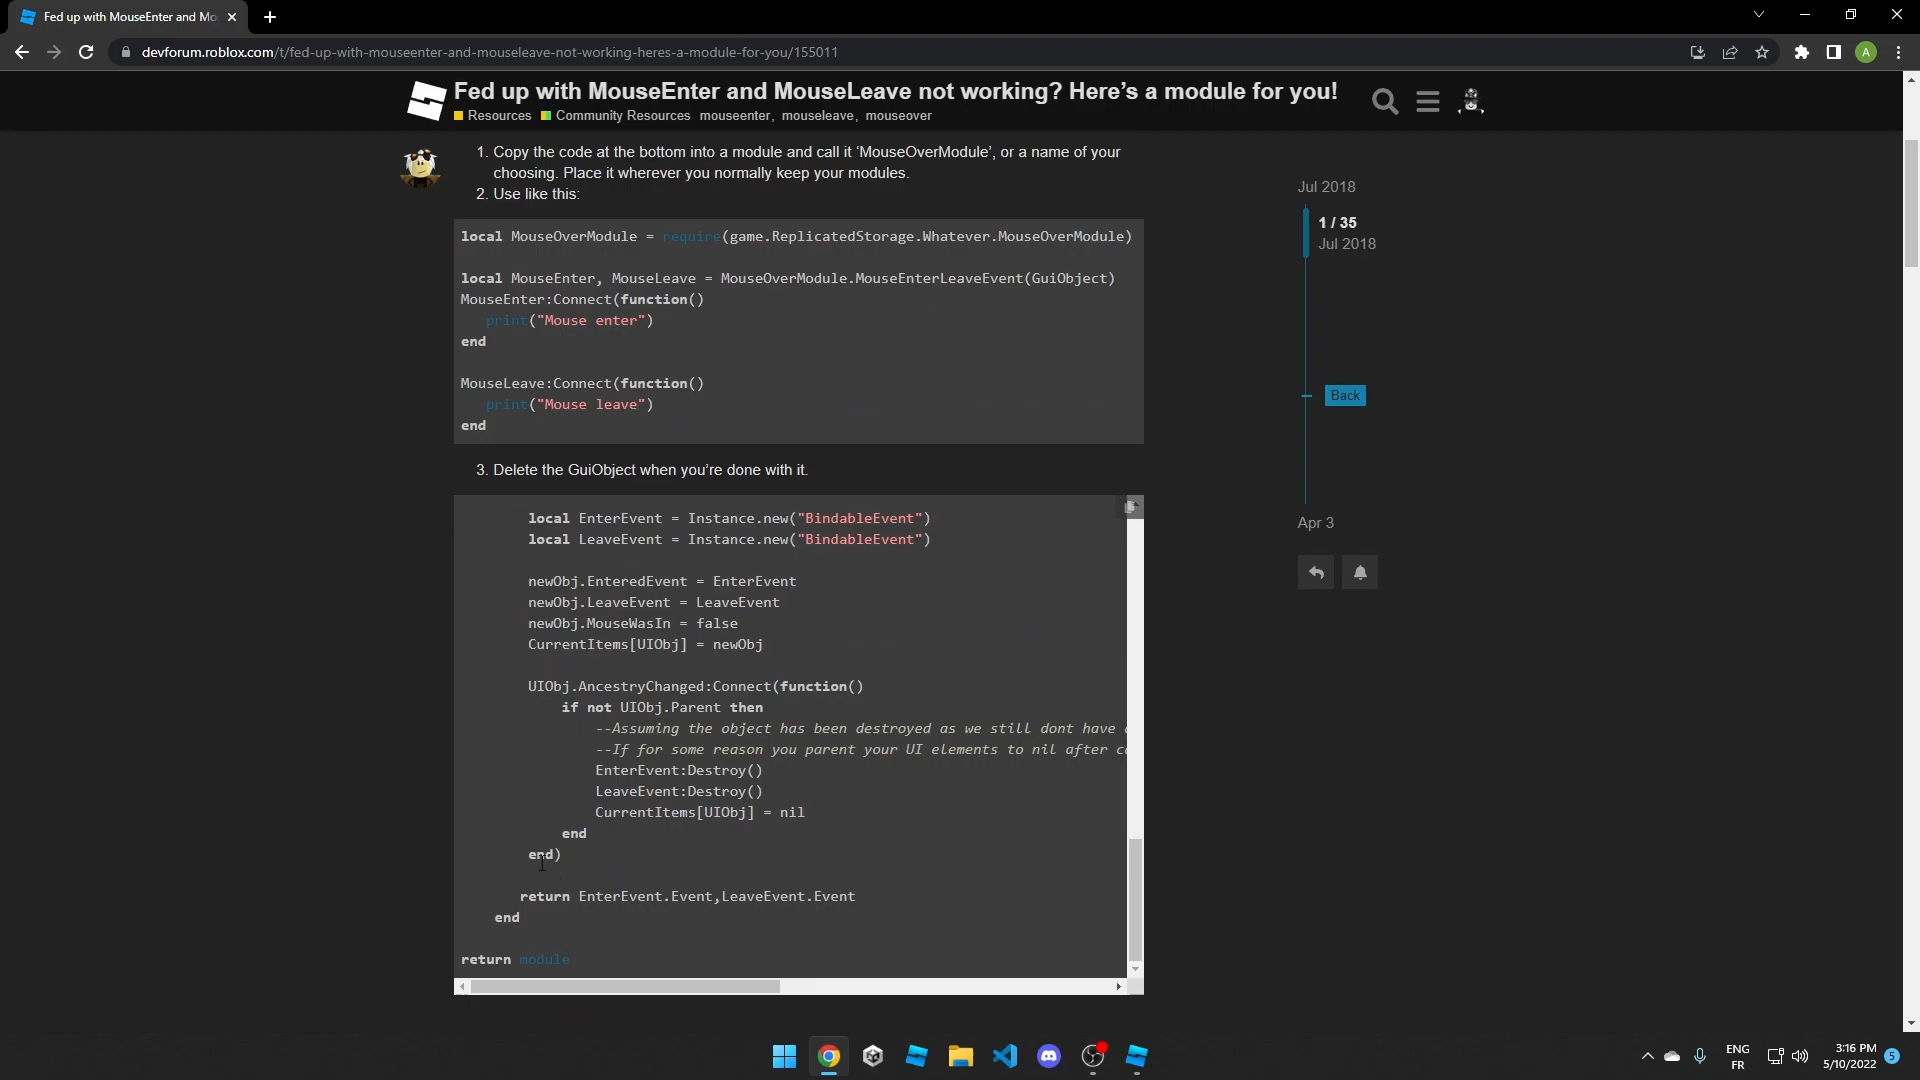 Fed up with MouseEnter and Mo
devforum.roblox.com/t/fed-up-with-mouseenter-and-mouseleave-not-working-heres-a-module-for-you/155011
A
Fed up with MouseEnter and MouseLeave not working? Here’s a module for you!
Resources Community Resources mouseenter, mouseleave, mouseover
1. Copy the code at the bottom into a module and call it ‘MouseOverModule’, or a name of your
choosing. Place it wherever you normally keep your modules.
2. Use like this:
local MouseOverModule = require(game.ReplicatedStorage.Whatever.MouseOverModule)
local MouseEnter, MouseLeave = MouseOverModule.MouseEnterLeaveEvent(GuiObject)
MouseEnter:Connect(function()
print("Mouse enter")
end
MouseLeave:Connect(function()
print("Mouse leave")
end
3. Delete the GuiObject when you’re done with it.
local EnterEvent = Instance.new("BindableEvent")
local LeaveEvent = Instance.new("BindableEvent")
newObj.EnteredEvent = EnterEvent
newObj.LeaveEvent = LeaveEvent
newObj.MouseWasIn = false
CurrentItems[UIObj] = newObj
UIObj.AncestryChanged:Connect(function()
if not UIObj.Parent then
--Assuming the object has been destroyed as we still dont have
--If for some reason you parent your UI elements to nil after
EnterEvent:Destroy()
LeaveEvent:Destroy()
CurrentItems[UIObj] = nil
end
end)
return EnterEvent.Event,LeaveEvent.Event
end
return module
Jul 2018
1 / 35
Jul 2018
Back
Apr 3
ENG
FR
3:16 PM
5/10/2022
5